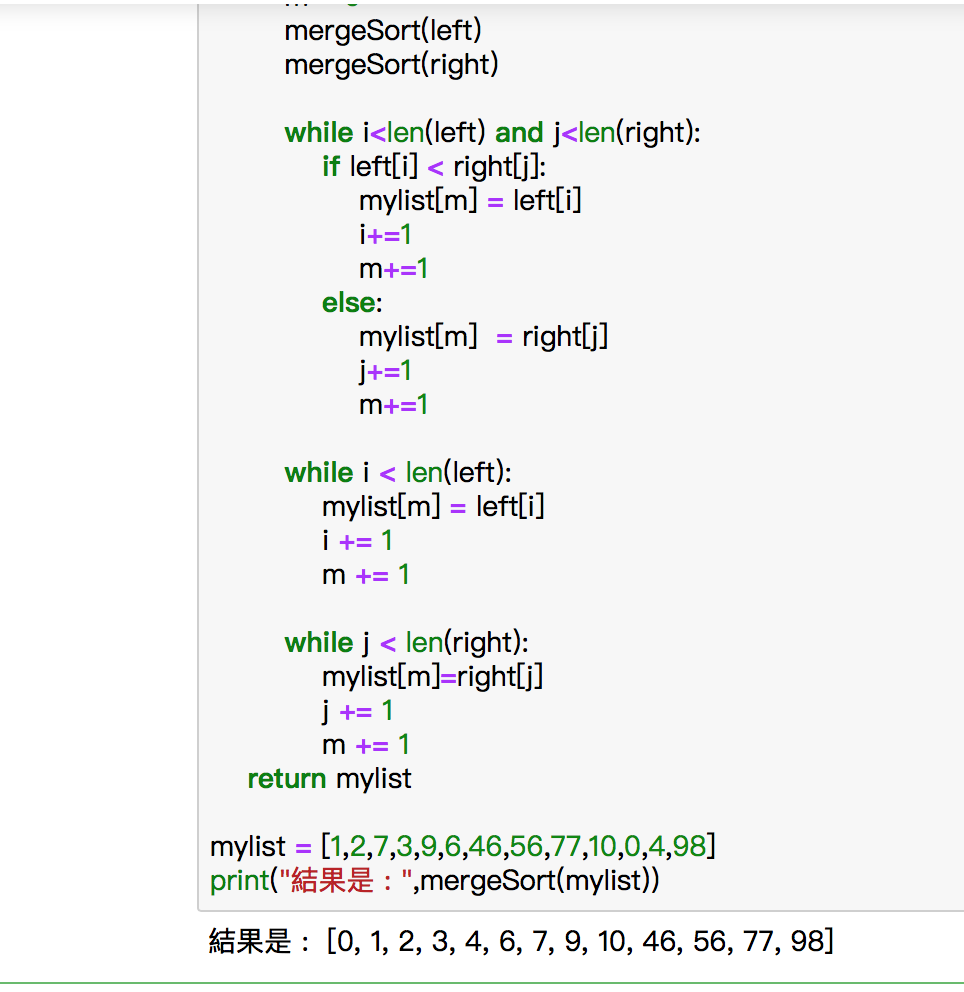 mergeSort(left)
mergeSort(right)
while i<len(left) and j<len(right):
if left[i] < right[j]:
mylist[m] = left[i]
i+=1
m+=1
else:
mylist[m]  = right[j]
j+=1
m+=1
while i < len(left):
mylist[m] = left[i]
i += 1
m += 1
while j < len(right):
mylist[m]=right[j]
j += 1
m += 1
return mylist
mylist = [1,2,7,3,9,6,46,56,77,10,0,4,98]
print("結果是：",mergeSort(mylist))
結果是： [0, 1, 2, 3, 4, 6, 7, 9, 10, 46, 56, 77, 98]